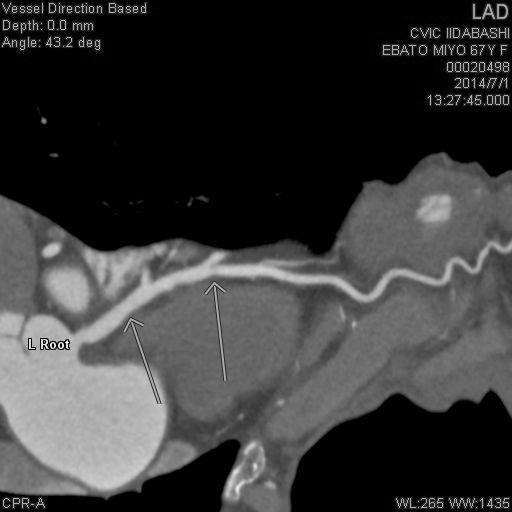 Vessel Direction Based
Depth: 0.0 mm
Angle: 43.2 deg
LAD
CVIC IIDABASHI
EBATO MIYO 67Y F
00020498
2014/7/1
13:27:45.000
L Root
CPR-A
WL:265 WW:1435